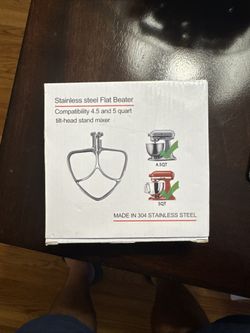 Stainless steel Flat Beater
Compatibility 4.5 and 5 quart
tilt-head stand mixer
4.5QT
5QT
MADE IN 304 STAINLESS STEEL